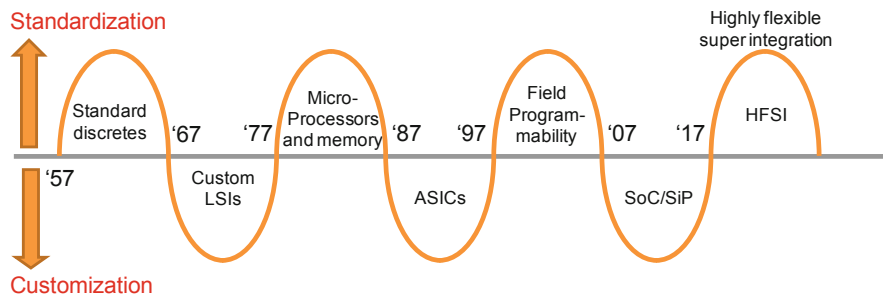 Standardization
Highly flexible
super integration
Standard
discretes
Micro-
Processors
and memory
Field
Program-
mability
HFSI
‘67
‘77
‘87
‘97
‘07
‘17
‘57
Custom
LSIs
ASICs
SoC/SiP
Customization